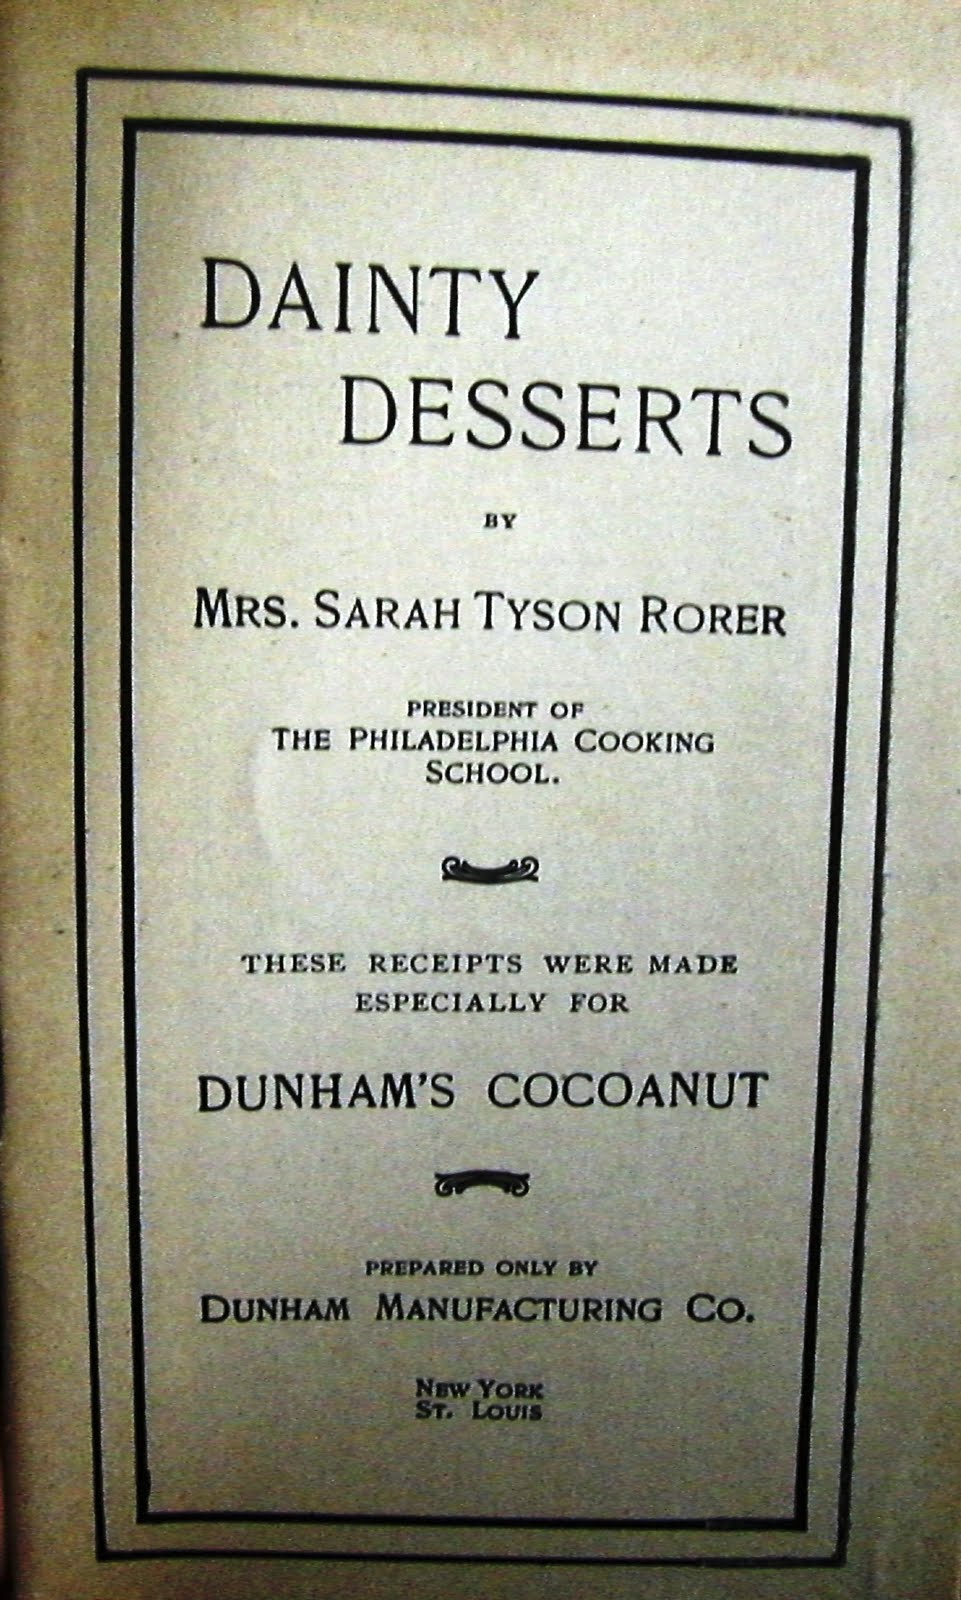 DAINTY
DESSERTS
BY
MRS. SARAH TYSON RORER
PRESIDENT OF
THE PHILADELPHIA COOKING
SCHOOL.
THESE RECEIPTS WERE MADE
ESPECIALLY FOR
DUNHAM'S COCOANUT
PREPARED ONLY BY
DUNHAM MANUFACTURING CO.
NEW YORK
ST. LOUIS